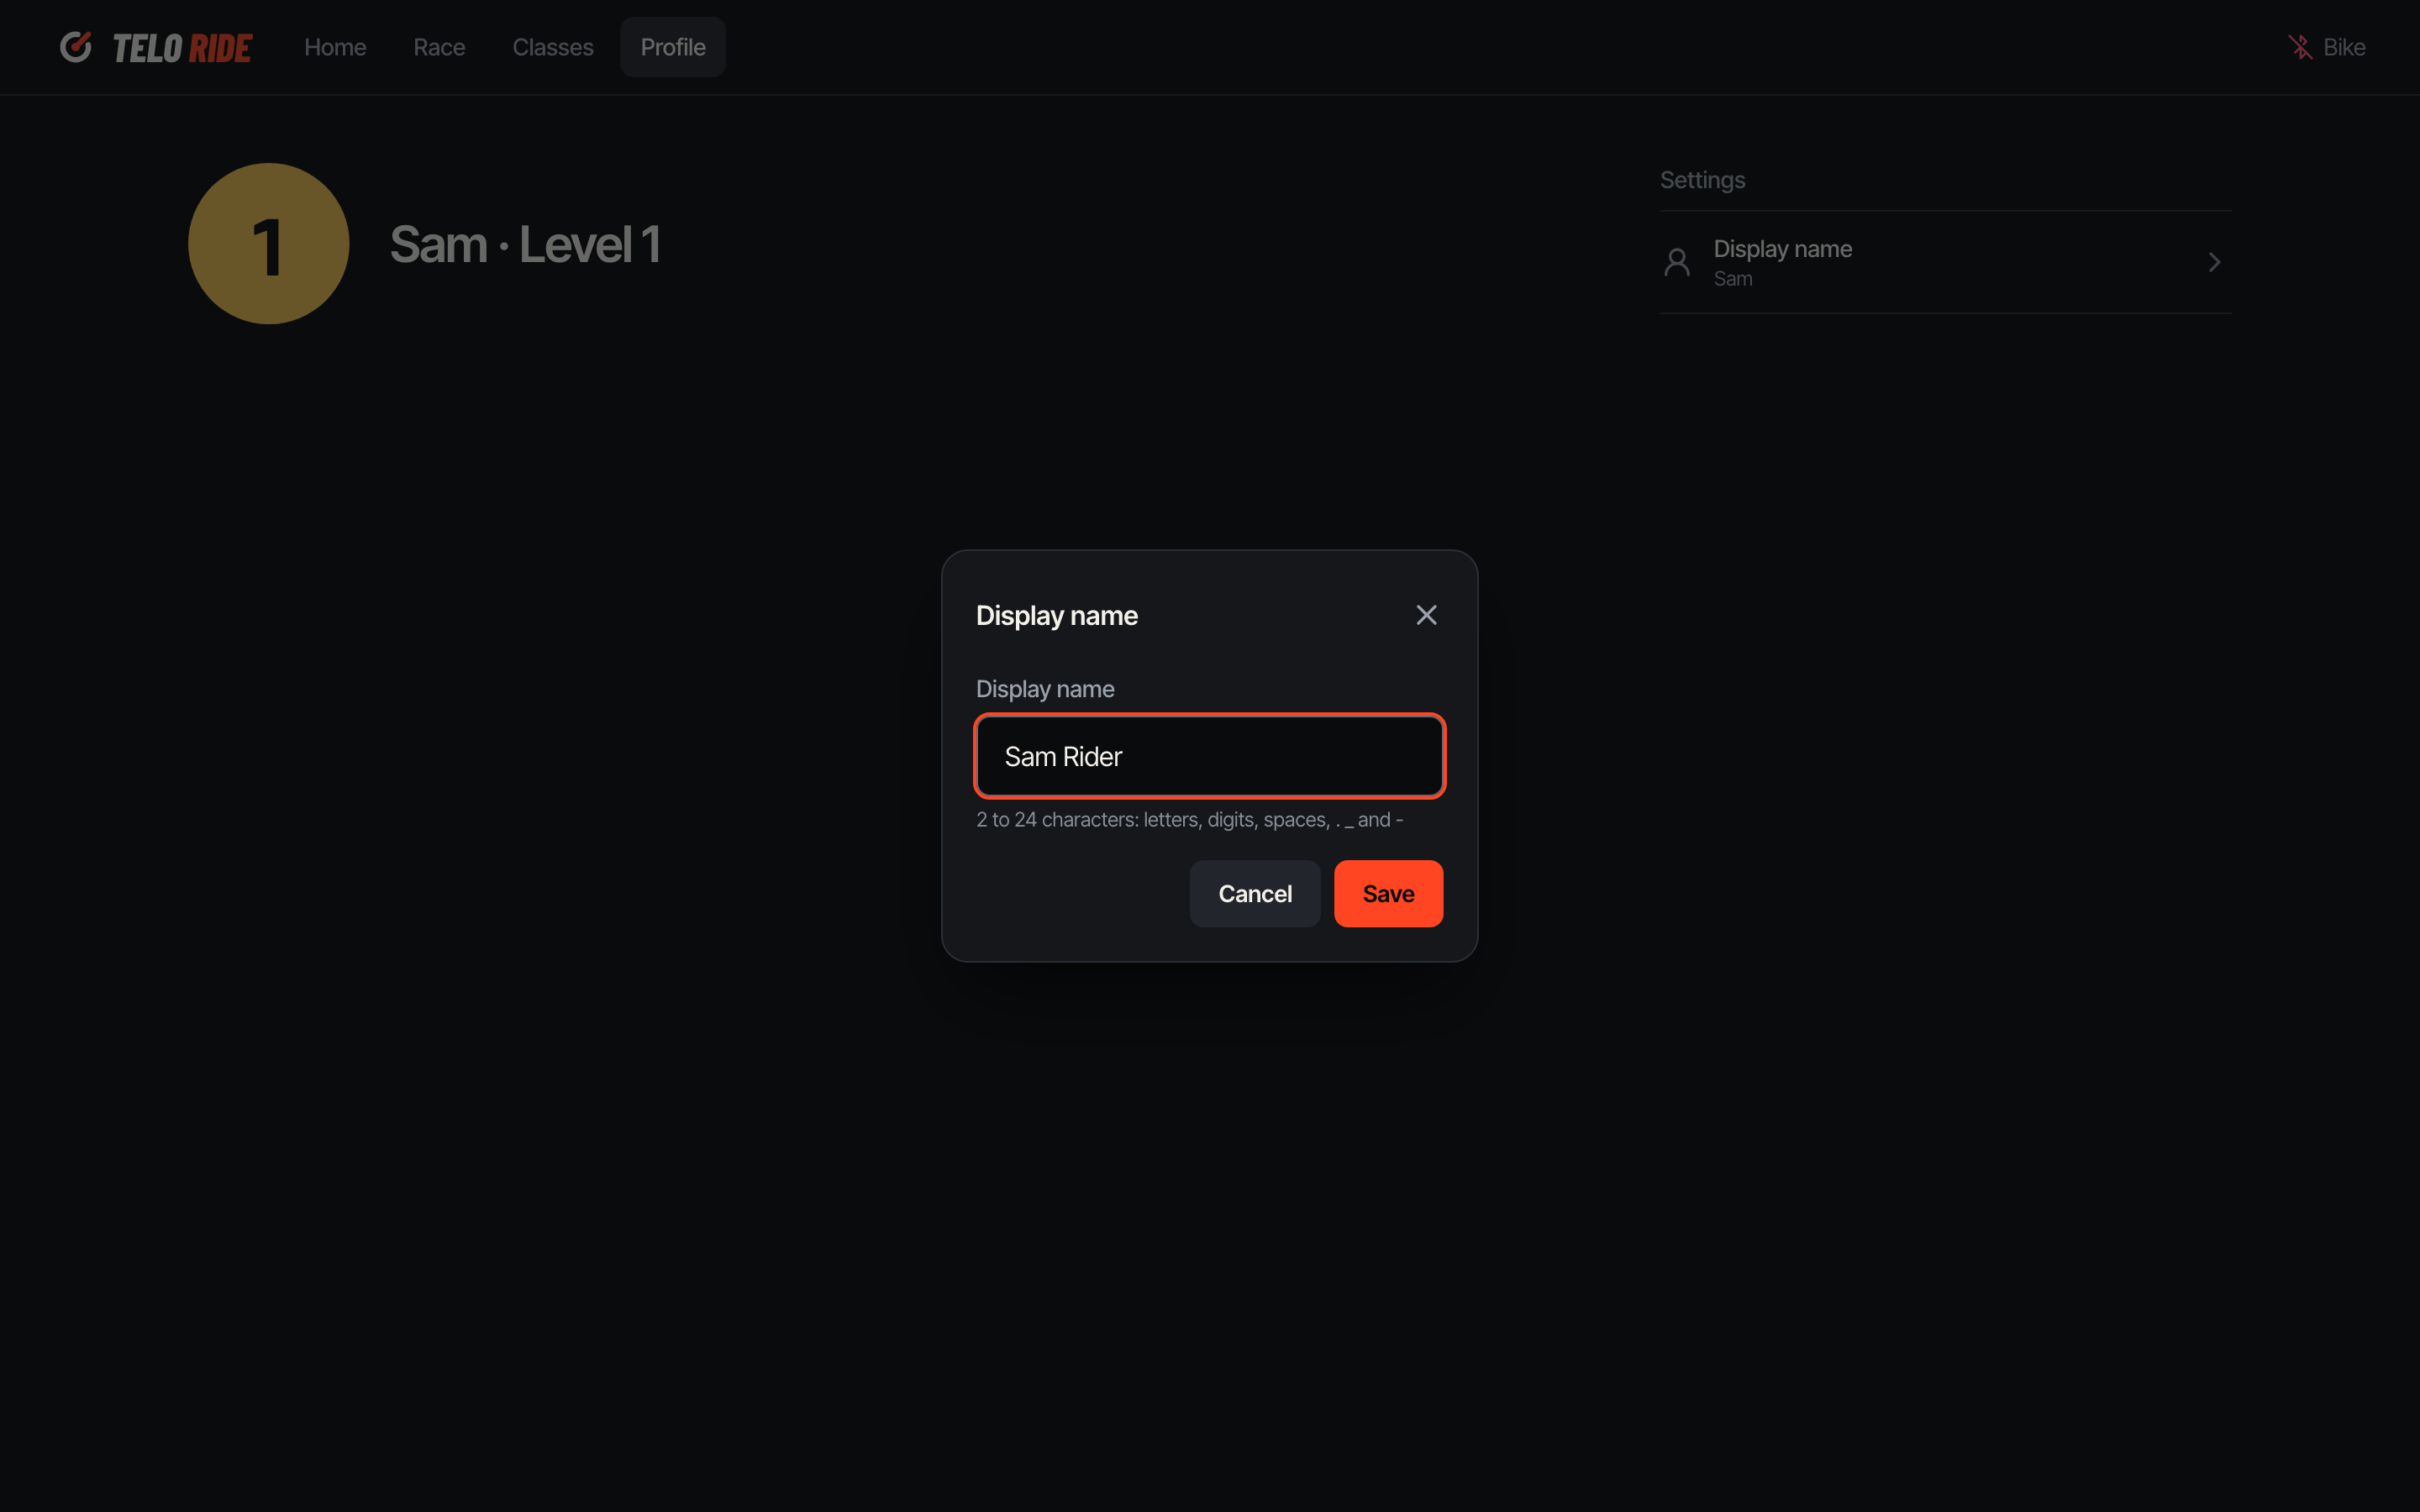 TELO RIDE Home Race Classes Profile Bike
1
Sam · Level 1
Settings
Display name
Sam
Display name
Display name
Sam Rider
2 to 24 characters: letters, digits, spaces, . _ and -
Cancel Save